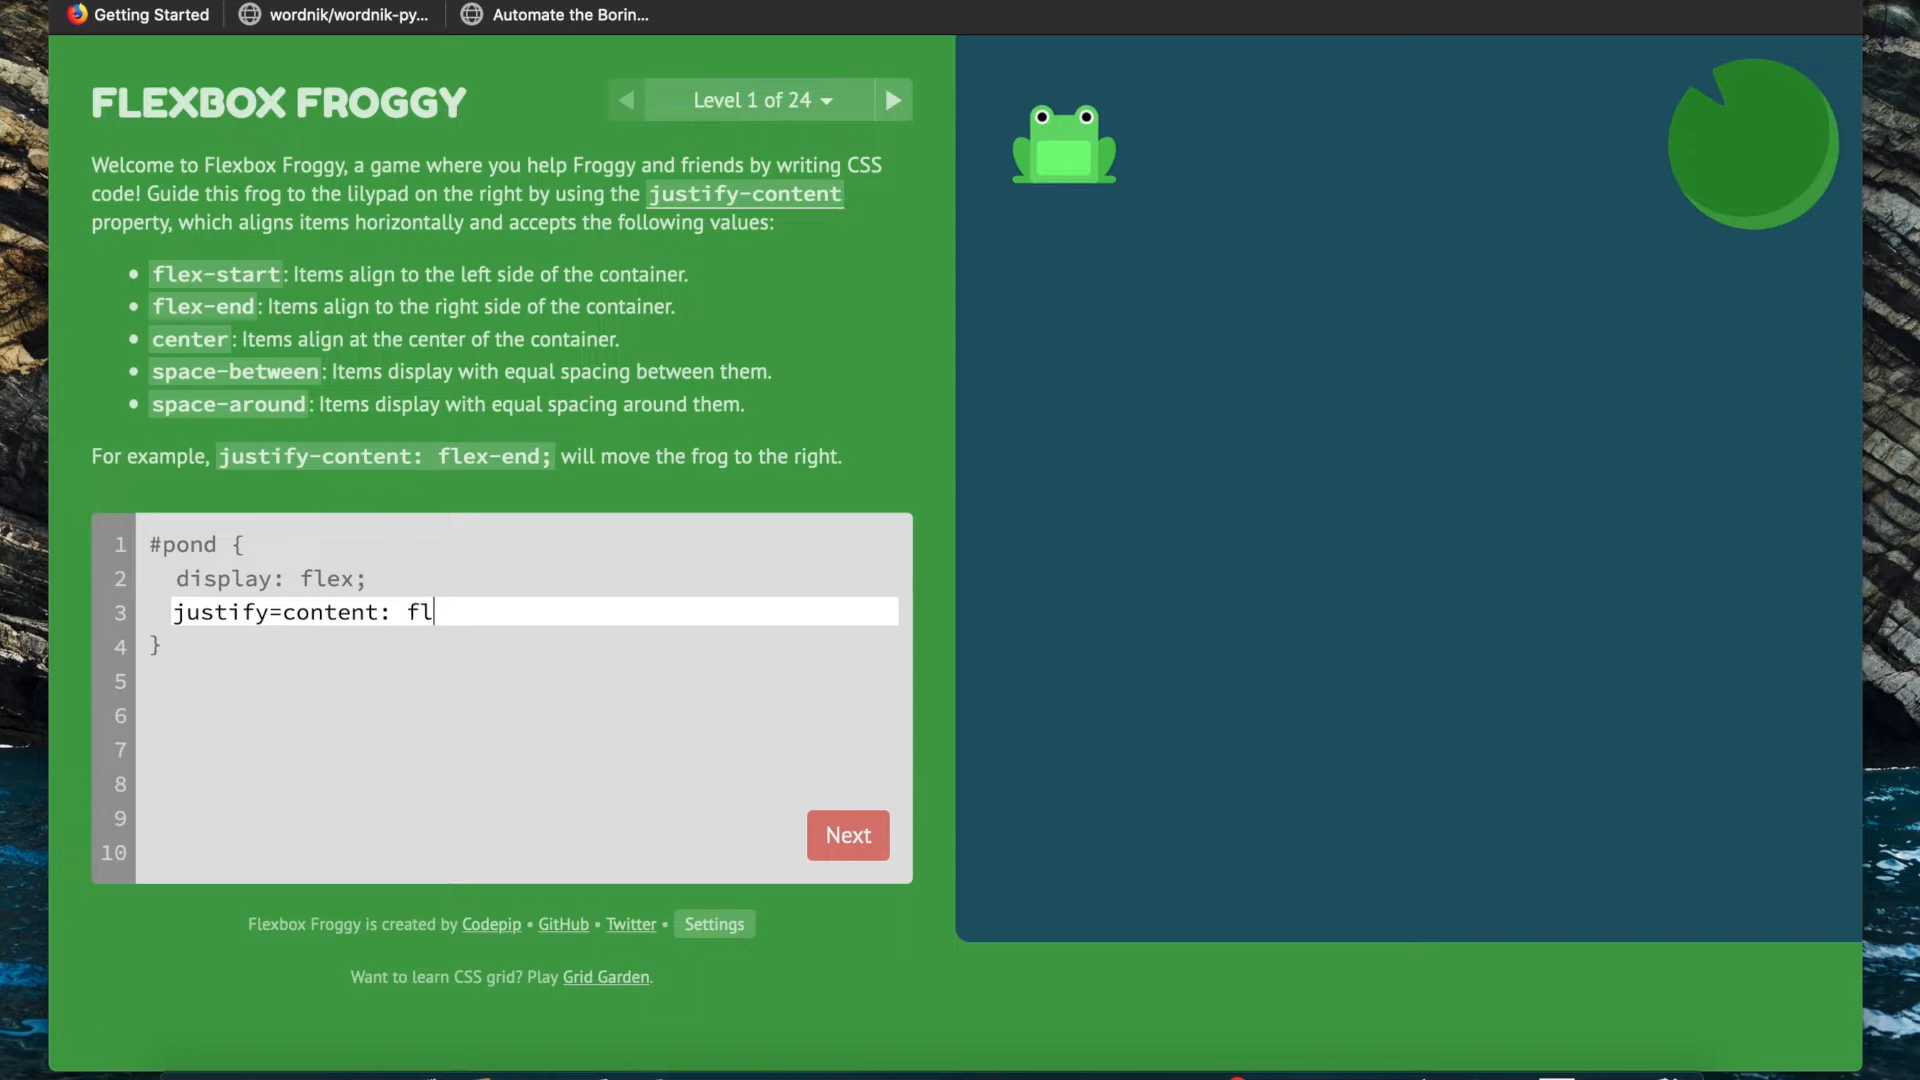 Getting Started
wordnik/wordnik-py...
Automate the Borin...
FLEXBOX FROGGY
Level 1 of 24
Welcome to Flexbox Froggy, a game where you help Froggy and friends by writing CSS
code! Guide this frog to the lilypad on the right by using the justify-content
property, which aligns items horizontally and accepts the following values:
flex-start: Items align to the left side of the container.
flex-end: Items align to the right side of the container.
center: Items align at the center of the container.
space-between: Items display with equal spacing between them.
space-around: Items display with equal spacing around them.
For example, justify-content: flex-end; will move the frog to the right.
1 #pond {
2 display: flex;
3 justify=content: fl
4 }
5
6
7
8
9
10
Next
Flexbox Froggy is created by Codepip • GitHub • Twitter • Settings
Want to learn CSS grid? Play Grid Garden.